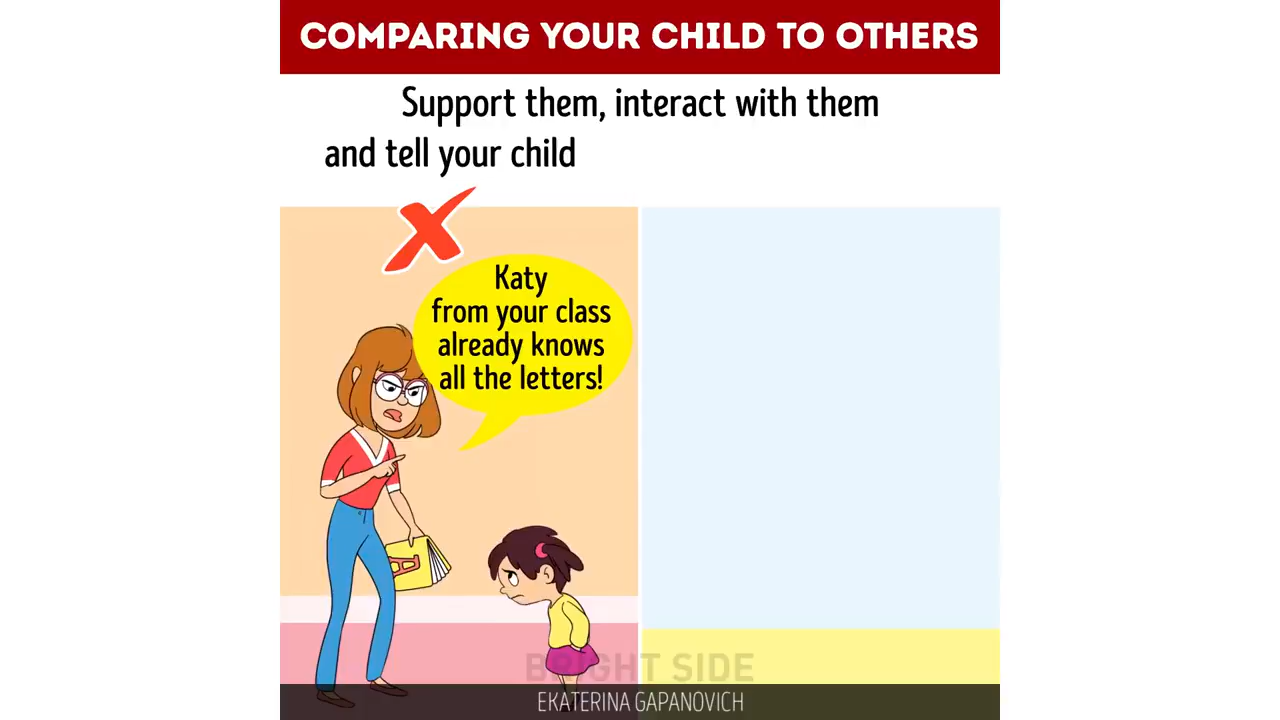 COMPARING YOUR CHILD TO OTHERS
Support them, interact with them
and tell your child
Katy
from your class
already knows
all the letters!
A
BRIGHT SIDE
EKATERINA GAPANOVICH